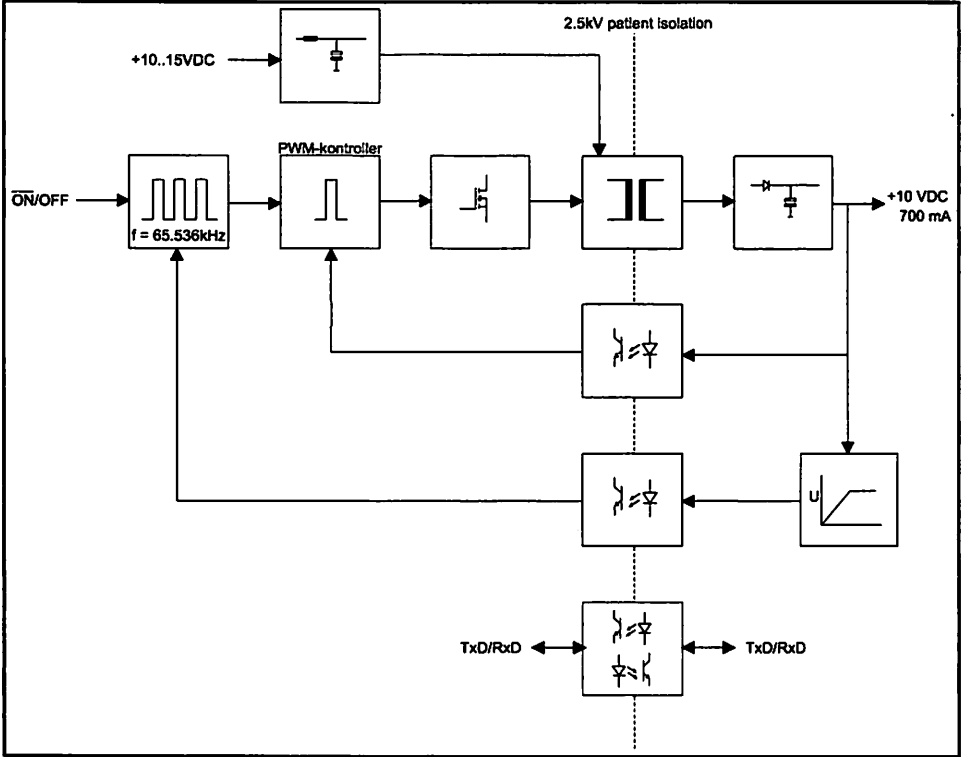 2.5kV patient isolation
+10..15VDC
PWM-kontroller
ON/OFF
f = 65.536kHz
+10 VDC
700 mA
U
TxD/RxD
TxD/RxD